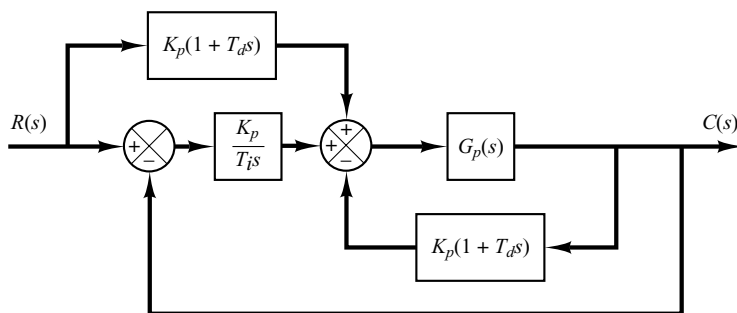 K_p(1 + T_d s)
R(s)
+
−
K_p
T_i s
+
+
−
G_p(s)
C(s)
K_p(1 + T_d s)